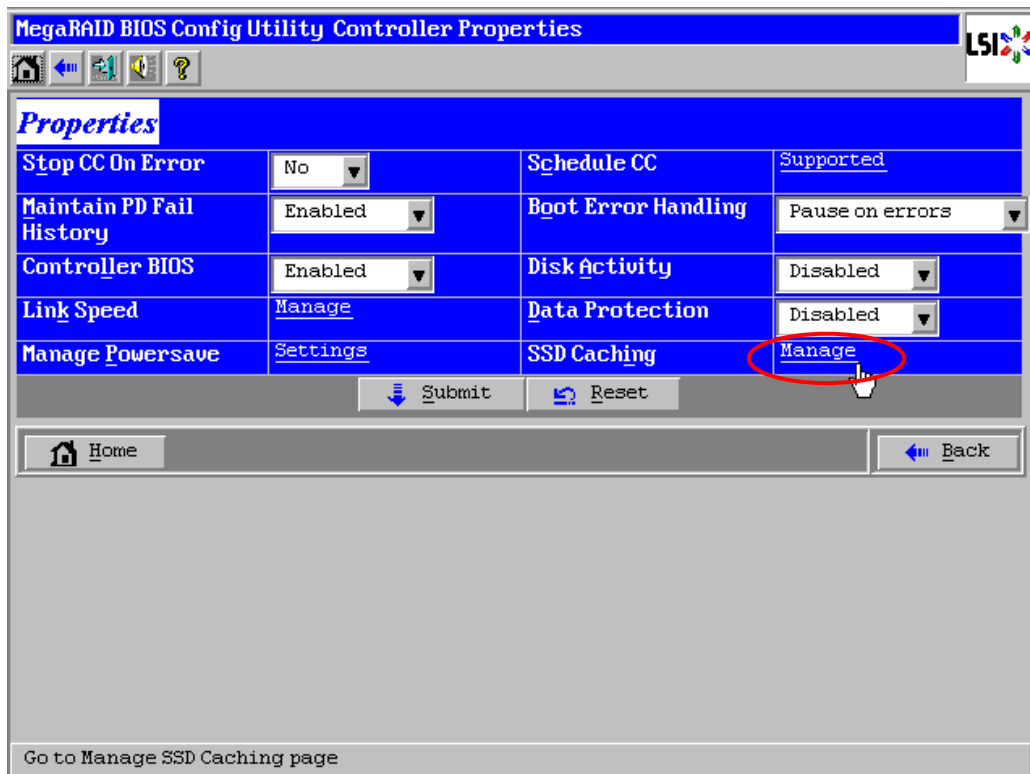 MegaRAID BIOS Config Utility Controller Properties
LSI
Properties
Stop CC On Error No Schedule CC Supported
Maintain PD Fail History Enabled Boot Error Handling Pause on errors
Controller BIOS Enabled Disk Activity Disabled
Link Speed Manage Data Protection Disabled
Manage Powersave Settings SSD Caching Manage
Submit Reset
Home Back
Go to Manage SSD Caching page